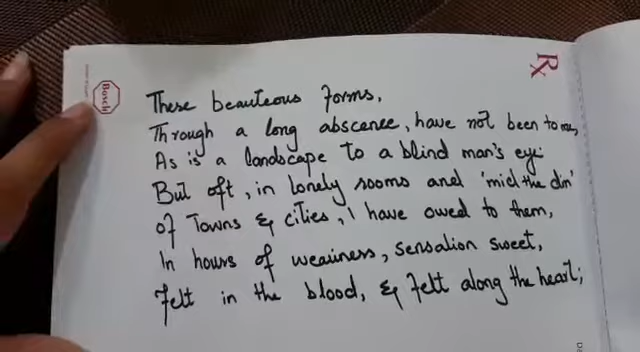 Bosch
Rx
These beauteous forms,
Through a long abscence, have not been to me,
As is a landscape to a blind man's eye:
But oft, in lonely rooms and 'mid the din'
of Towns & cities, I have owed to them,
In hours of weariness, sensation sweet,
Felt in the blood, & felt along the heart;